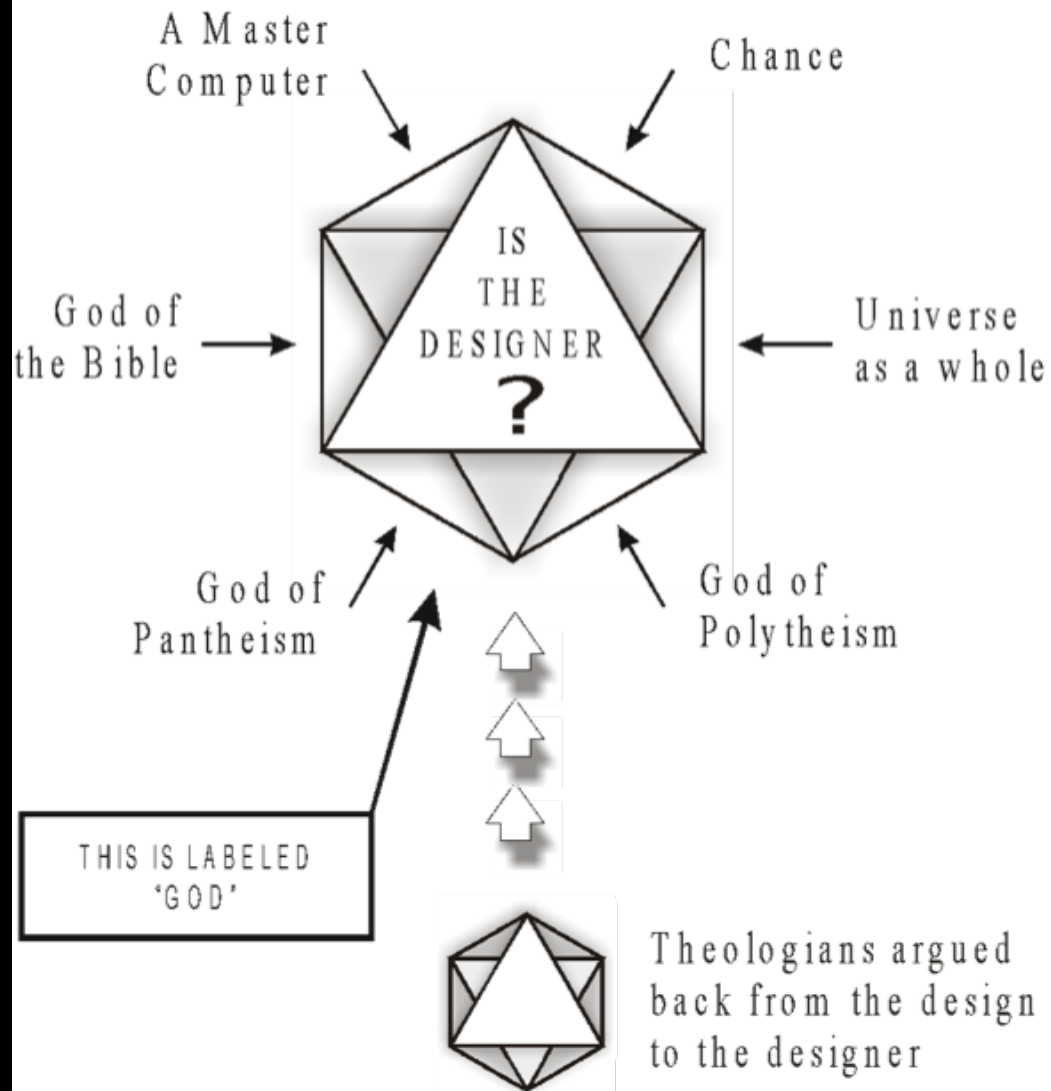 A Master
Computer
Chance
IS
THE
DESIGNER
?
God of
the Bible
Universe
as a whole
God of
Pantheism
God of
Polytheism
THIS IS LABELED
'GOD'
Theologians argued
back from the design
to the designer